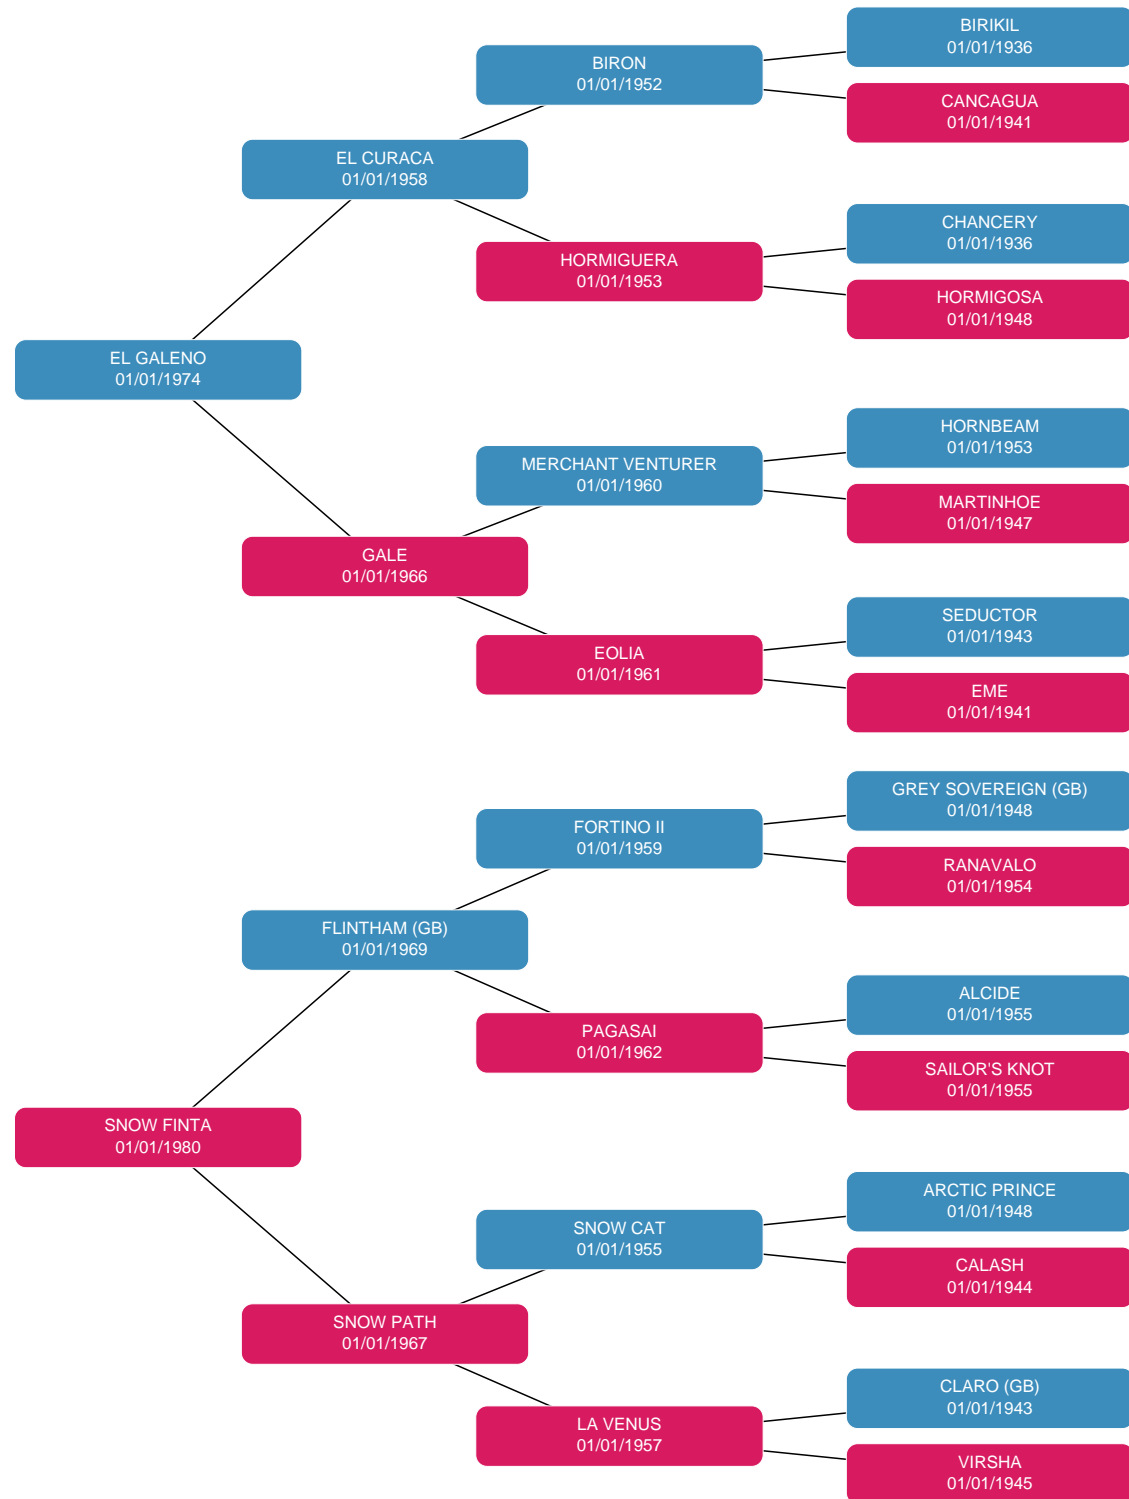 BIRIKIL
01/01/1936
BIRON
01/01/1952
CANCAGUA
01/01/1941
EL CURACA
01/01/1958
CHANCERY
01/01/1936
HORMIGUERA
01/01/1953
HORMIGOSA
01/01/1948
EL GALENO
01/01/1974
HORNBEAM
01/01/1953
MERCHANT VENTURER
01/01/1960
MARTINHOE
01/01/1947
GALE
01/01/1966
SEDUCTOR
01/01/1943
EOLIA
01/01/1961
EME
01/01/1941
GREY SOVEREIGN (GB)
01/01/1948
FORTINO II
01/01/1959
RANAVALO
01/01/1954
FLINTHAM (GB)
01/01/1969
ALCIDE
01/01/1955
PAGASAI
01/01/1962
SAILOR'S KNOT
01/01/1955
SNOW FINTA
01/01/1980
ARCTIC PRINCE
01/01/1948
SNOW CAT
01/01/1955
CALASH
01/01/1944
SNOW PATH
01/01/1967
CLARO (GB)
01/01/1943
LA VENUS
01/01/1957
VIRSHA
01/01/1945